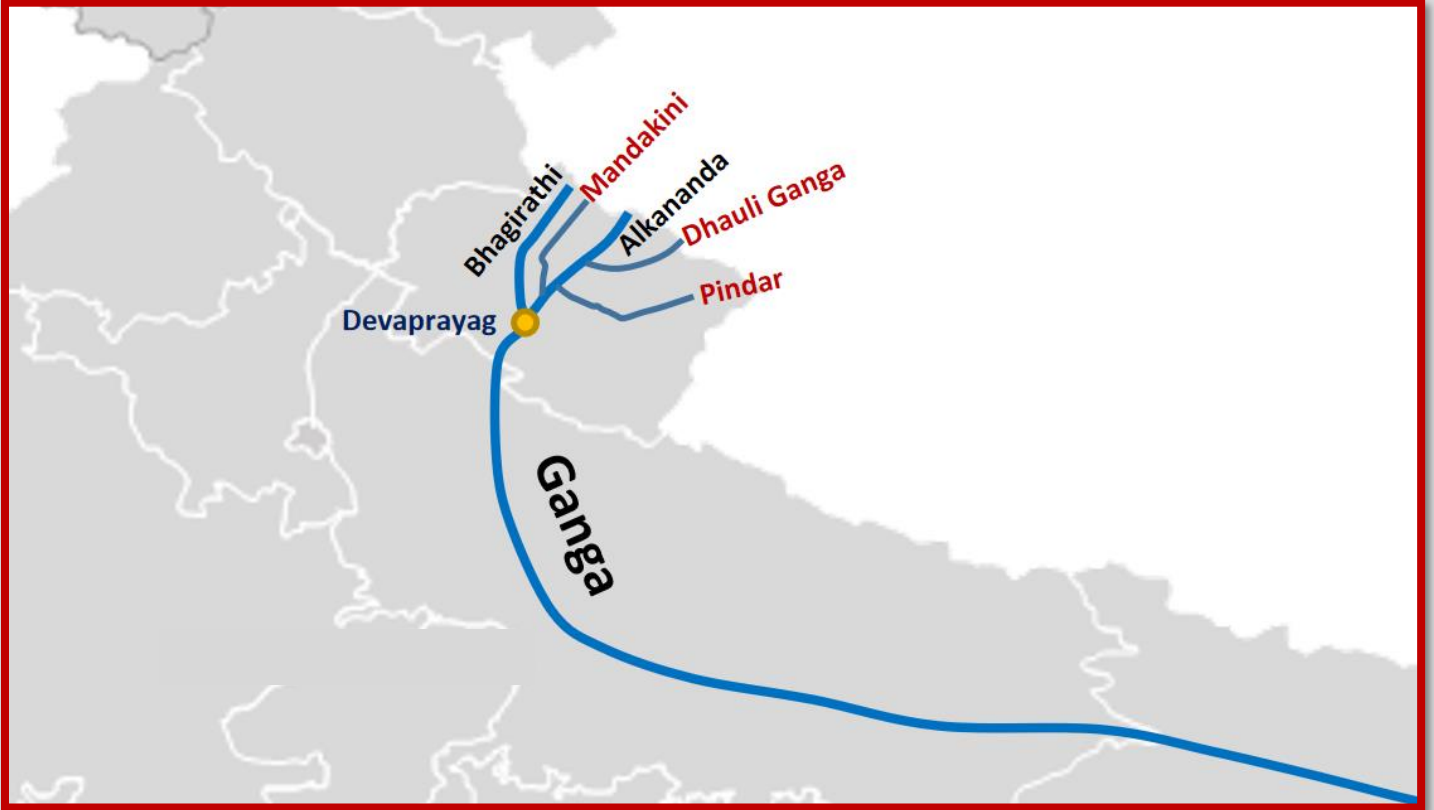 Mandakini
Bhagirathi
Alkananda
Dhauli Ganga
Pindar
Devaprayag
Ganga